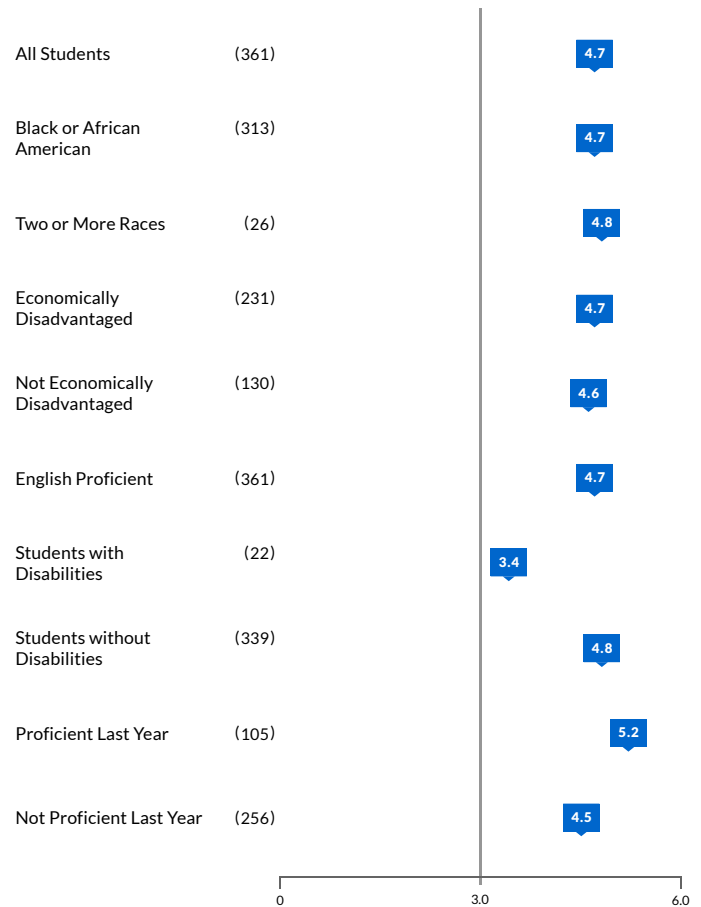 All Students (361) 4.7
Black or African (313)
American
4.7
Two or More Races (26) 4.8
Economically (231)
Disadvantaged
4.7
Not Economically (130)
Disadvantaged
4.6
English Proficient (361) 4.7
Students with (22)
Disabilities
3.4
Students without (339)
Disabilities
4.8
Proficient Last Year (105) 5.2
Not Proficient Last Year (256) 4.5
0 3.0 6.0